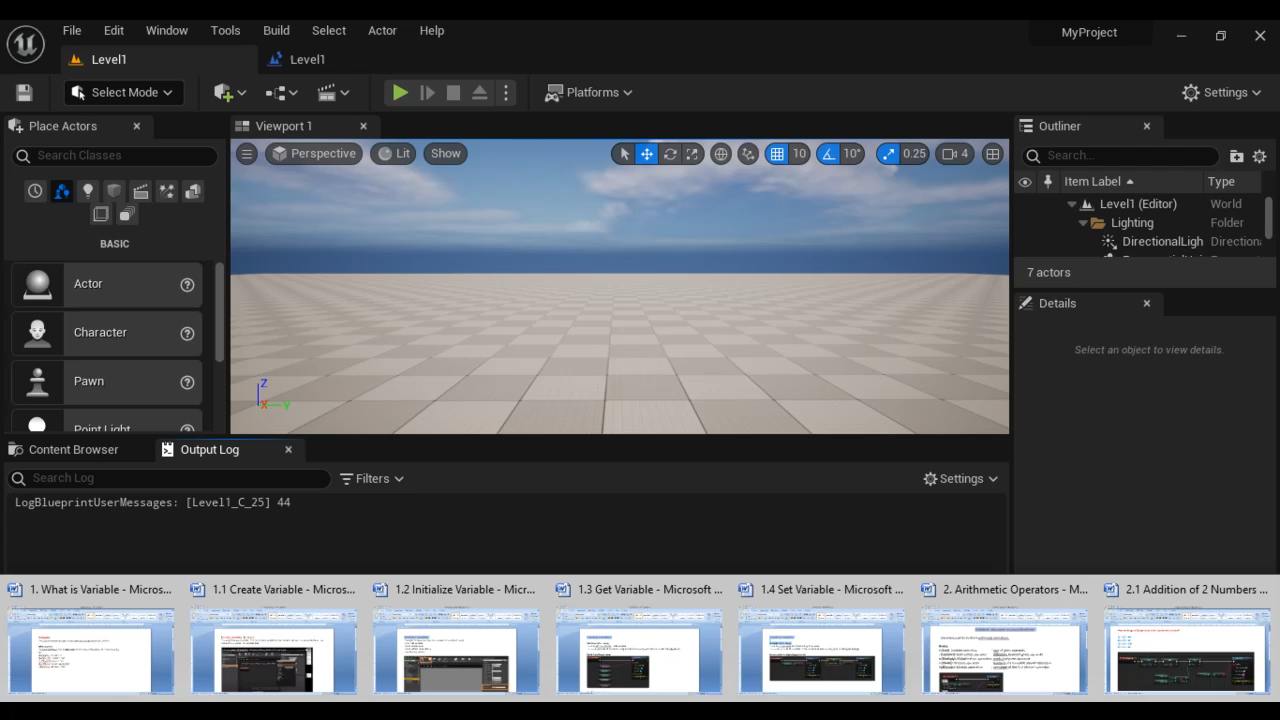 File Edit Window Tools Build Select Actor Help
MyProject
Level1
Level1
Select Mode
Platforms
Settings
Place Actors
Viewport 1
Outliner
Search Classes
Perspective
Lit
Show
10
10°
0.25
4
Search...
Item Label
Type
Level1 (Editor)
World
Lighting
Folder
DirectionalLigh
Direction
BASIC
Actor
Character
Pawn
Point Light
7 actors
Details
Select an object to view details.
Z
X
Y
Content Browser
Output Log
Search Log
Filters
Settings
LogBlueprintUserMessages: [Level1_C_25] 44
1. What is Variable - Micros...
1.1 Create Variable - Micros...
1.2 Initialize Variable - Micr...
1.3 Get Variable - Microsoft ...
1.4 Set Variable - Microsoft ...
2. Arithmetic Operators - M...
2.1 Addition of 2 Numbers ...